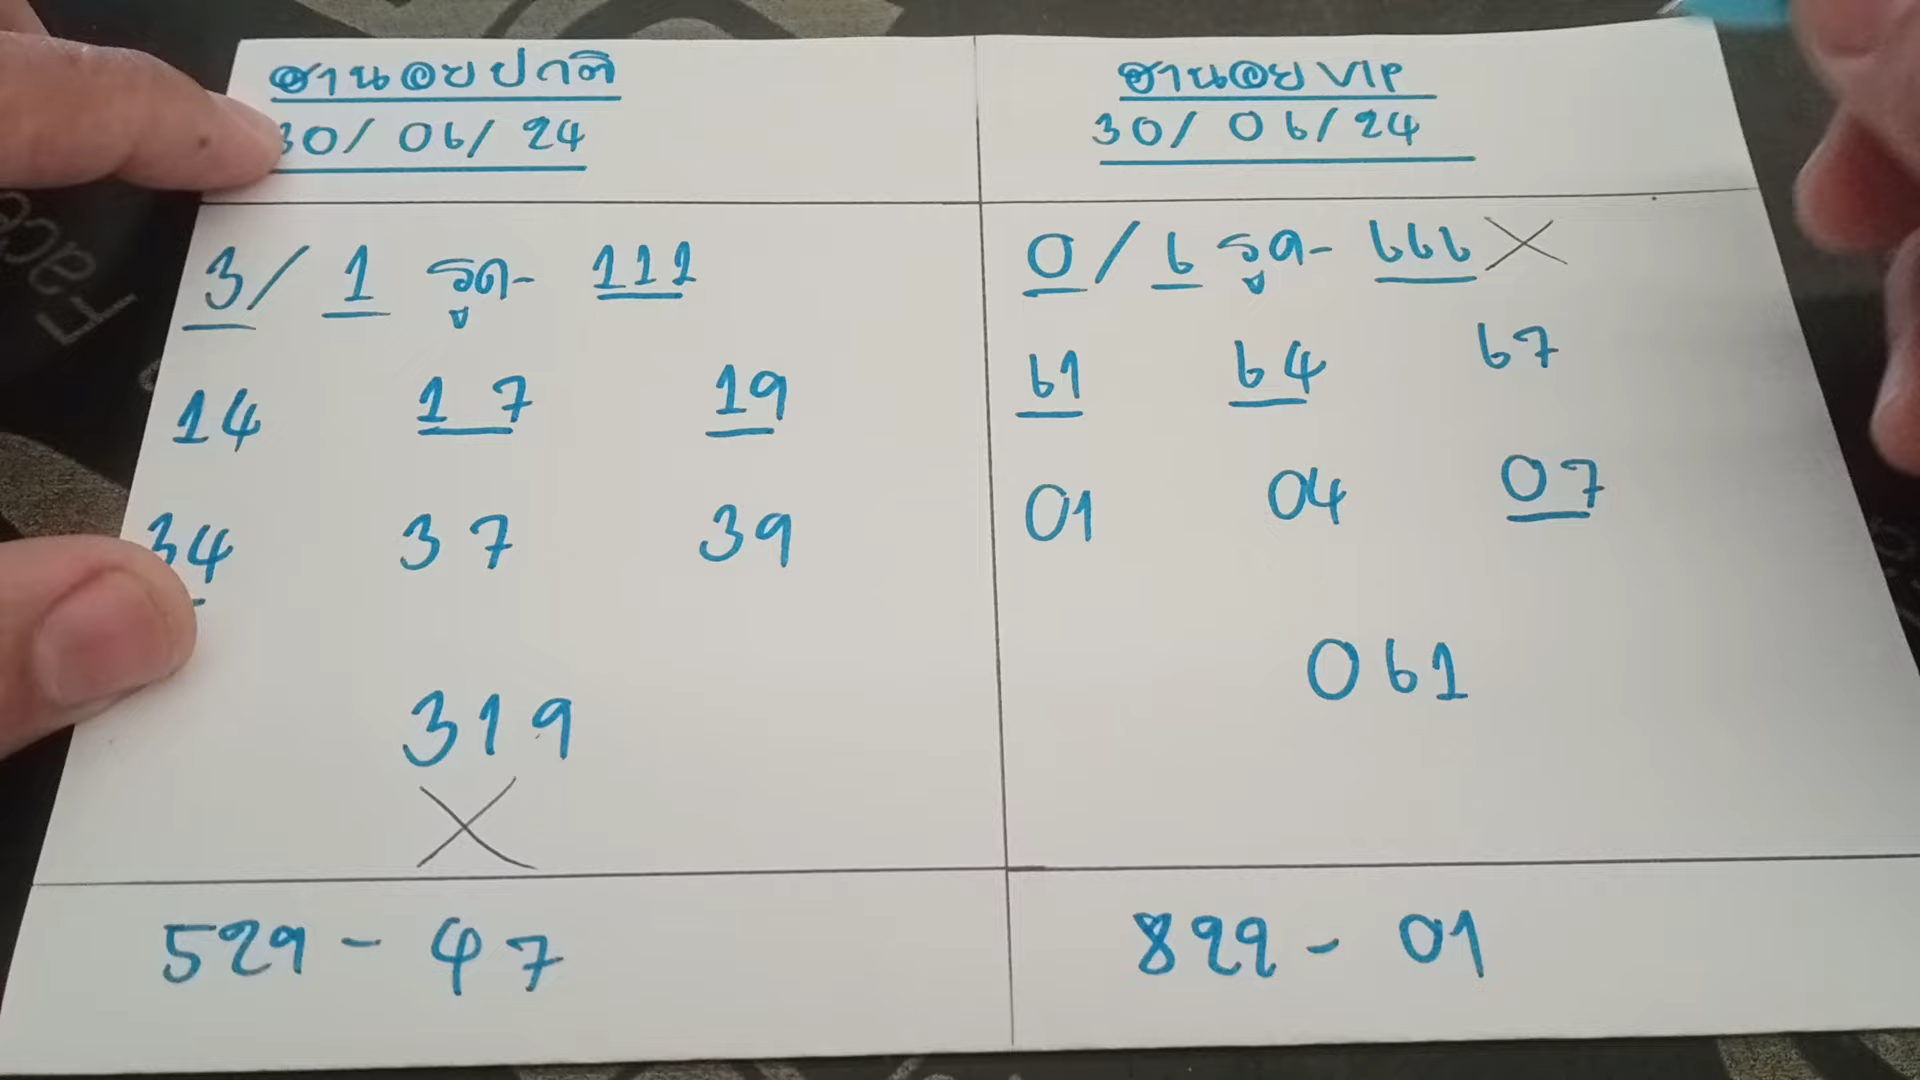 ฮานอยปกติ
30/06/24
3/1 รูด- 111
14 17 19
34 37 39
319
529 - 47
ฮานอย VIP
30/06/24
0/6 รูด- 666
61 64 67
01 04 07
061
822 - 01
Face